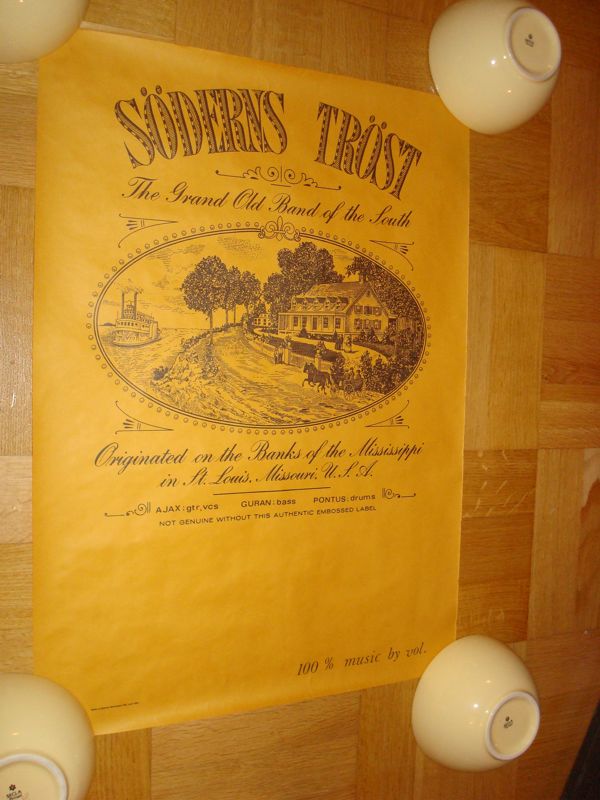 SÖDERNS TRÖST
The Grand Old Band of the South
Originated on the Banks of the Mississippi
in St. Louis, Missouri, U.S.A.
AJAX: gtr, vcs GURAN: bass PONTUS: drums
NOT GENUINE WITHOUT THIS AUTHENTIC EMBOSSED LABEL
100 % music by vol.